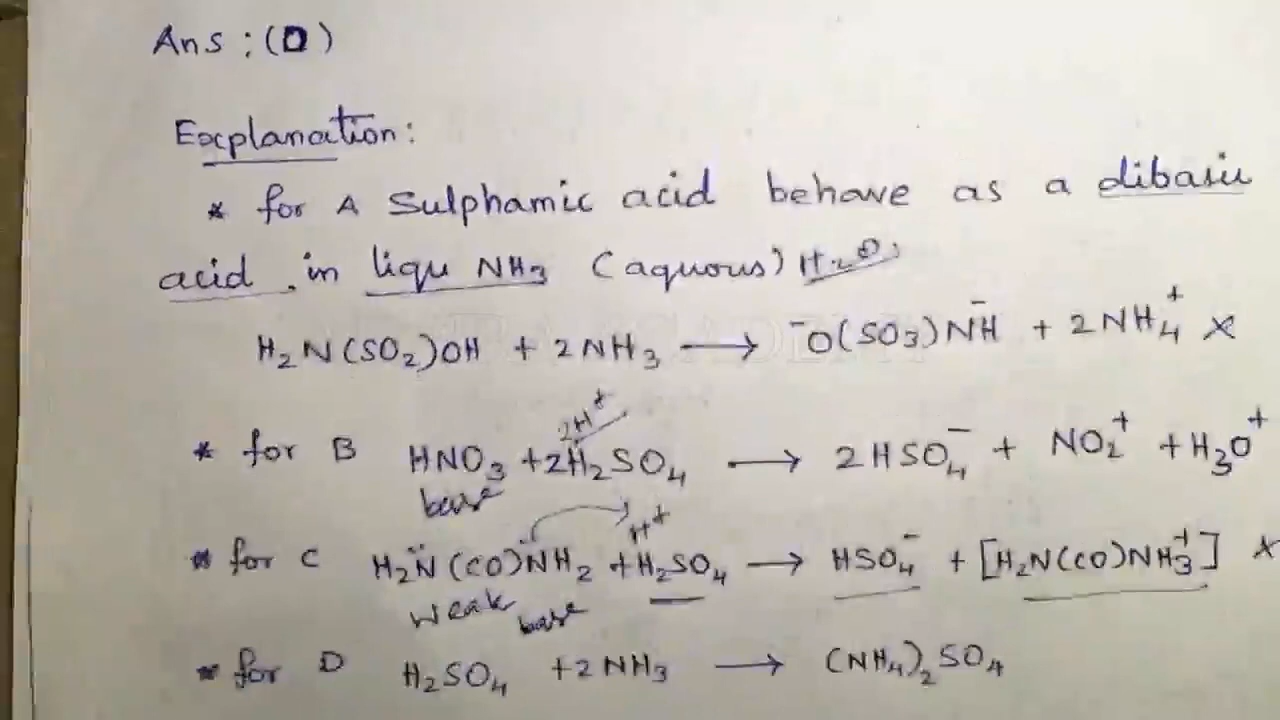 Ans : (D)
Explanation:
* for A Sulphamic acid behave as a dibasic
acid . in liqu NH₃ (aquous) H₂O,
H₂N(SO₂)OH + 2NH₃ → ⁻O(SO₃)NH⁻ + 2NH₄⁺ ×
2H⁺
* for B HNO₃ + 2H₂SO₄ → 2HSO₄⁻ + NO₂⁺ + H₃O⁺
base
H⁺
* for C H₂N̈(CO)N̈H₂ + H₂SO₄ → HSO₄⁻ + [H₂N(CO)NH₃⁺] ×
weak base
* for D H₂SO₄ + 2NH₃ → (NH₄)₂SO₄